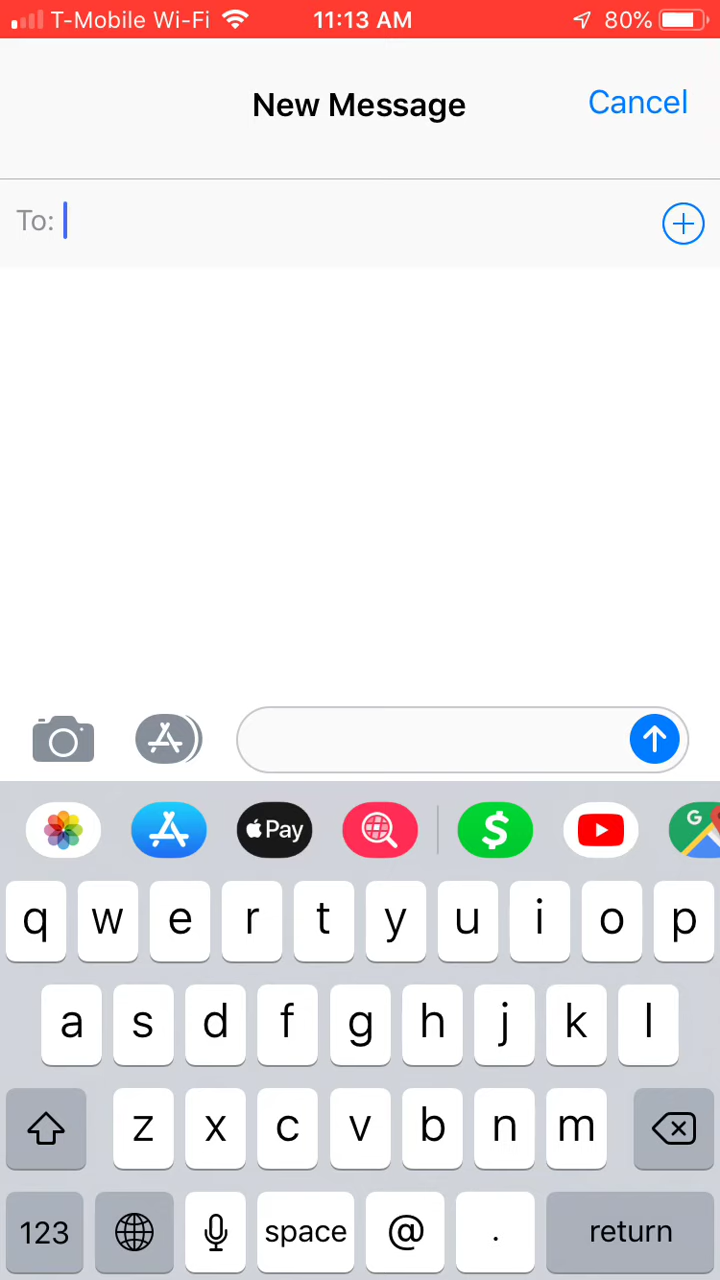 T-Mobile Wi-Fi 11:13 AM 80%
New Message Cancel
To:
Pay $ G
q w e r t y u i o p
a s d f g h j k l
z x c v b n m
123 space @ . return